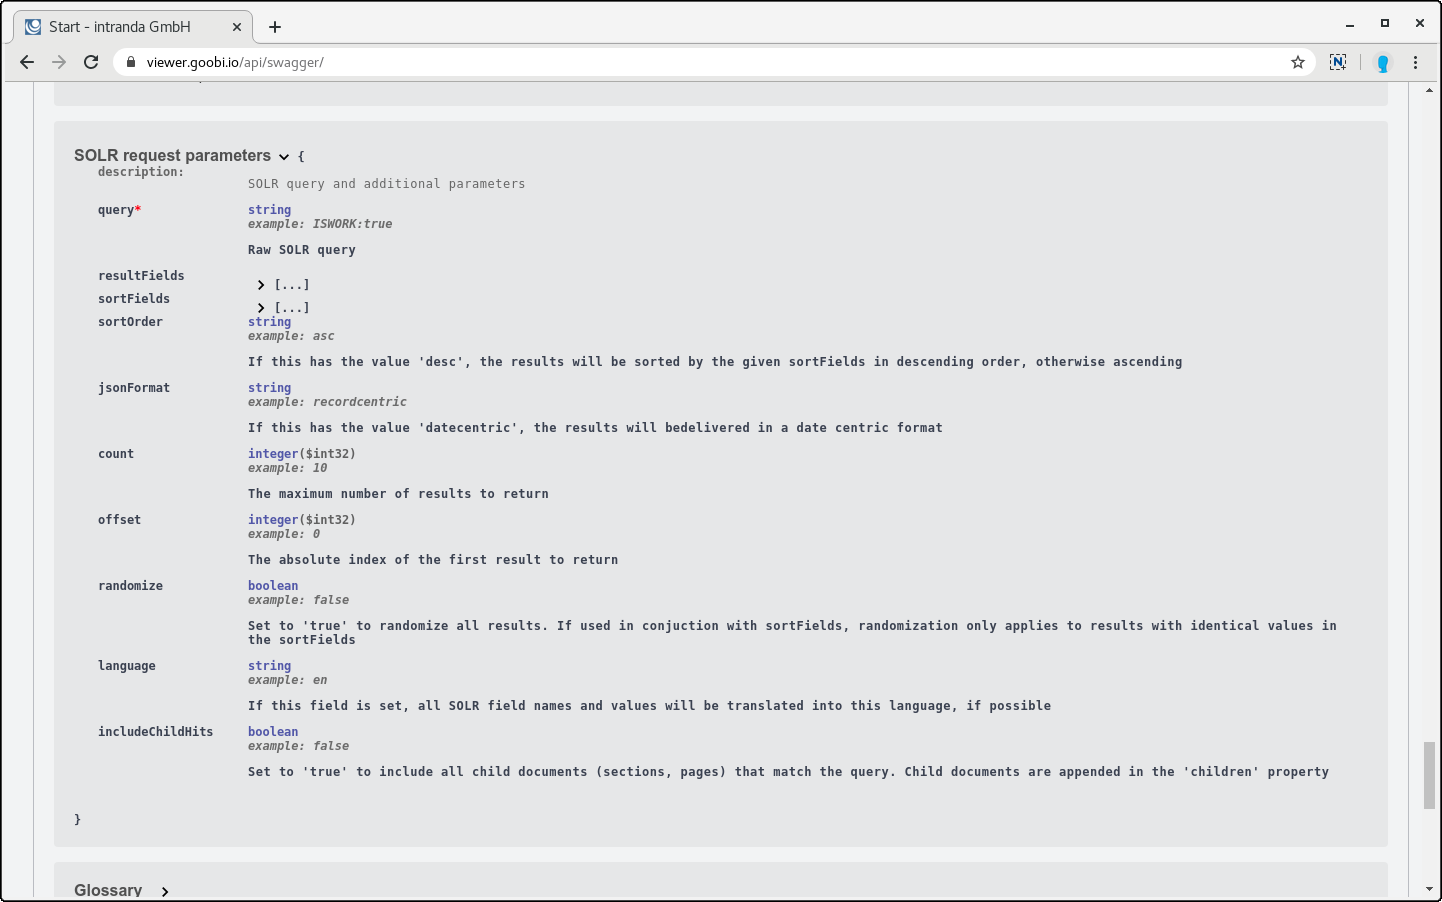 Start - intranda GmbH
viewer.goobi.io/api/swagger/
N
SOLR request parameters {
description:
SOLR query and additional parameters
query* string
example: ISWORK:true
Raw SOLR query
resultFields [...]
sortFields [...]
sortOrder string
example: asc
If this has the value 'desc', the results will be sorted by the given sortFields in descending order, otherwise ascending
jsonFormat string
example: recordcentric
If this has the value 'datecentric', the results will bedelivered in a date centric format
count integer($int32)
example: 10
The maximum number of results to return
offset integer($int32)
example: 0
The absolute index of the first result to return
randomize boolean
example: false
Set to 'true' to randomize all results. If used in conjuction with sortFields, randomization only applies to results with identical values in
the sortFields
language string
example: en
If this field is set, all SOLR field names and values will be translated into this language, if possible
includeChildHits boolean
example: false
Set to 'true' to include all child documents (sections, pages) that match the query. Child documents are appended in the 'children' property
}
Glossary